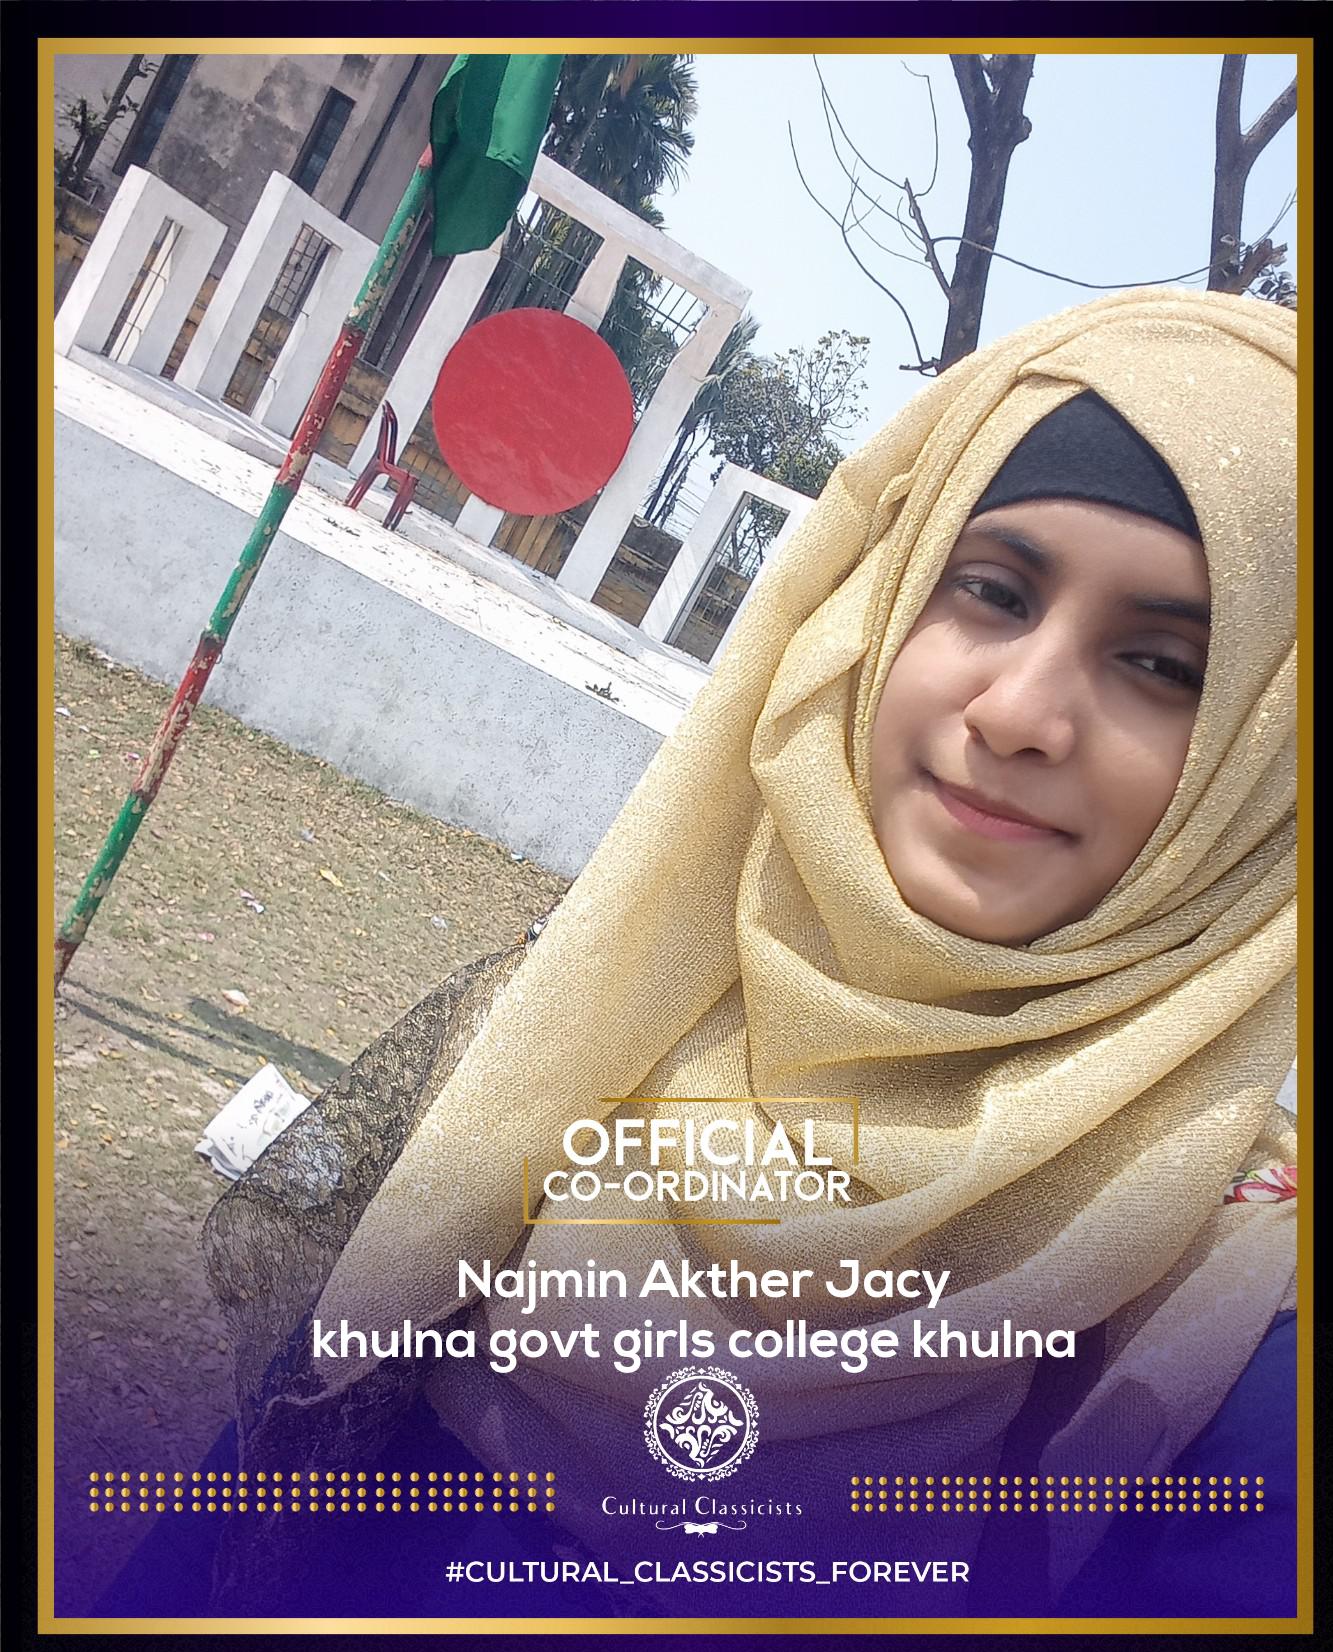 OFFICIAL
CO-ORDINATOR
Najmin Akther Jacy
khulna govt girls college khulna
Cultural Classicists
#CULTURAL_CLASSICISTS_FOREVER